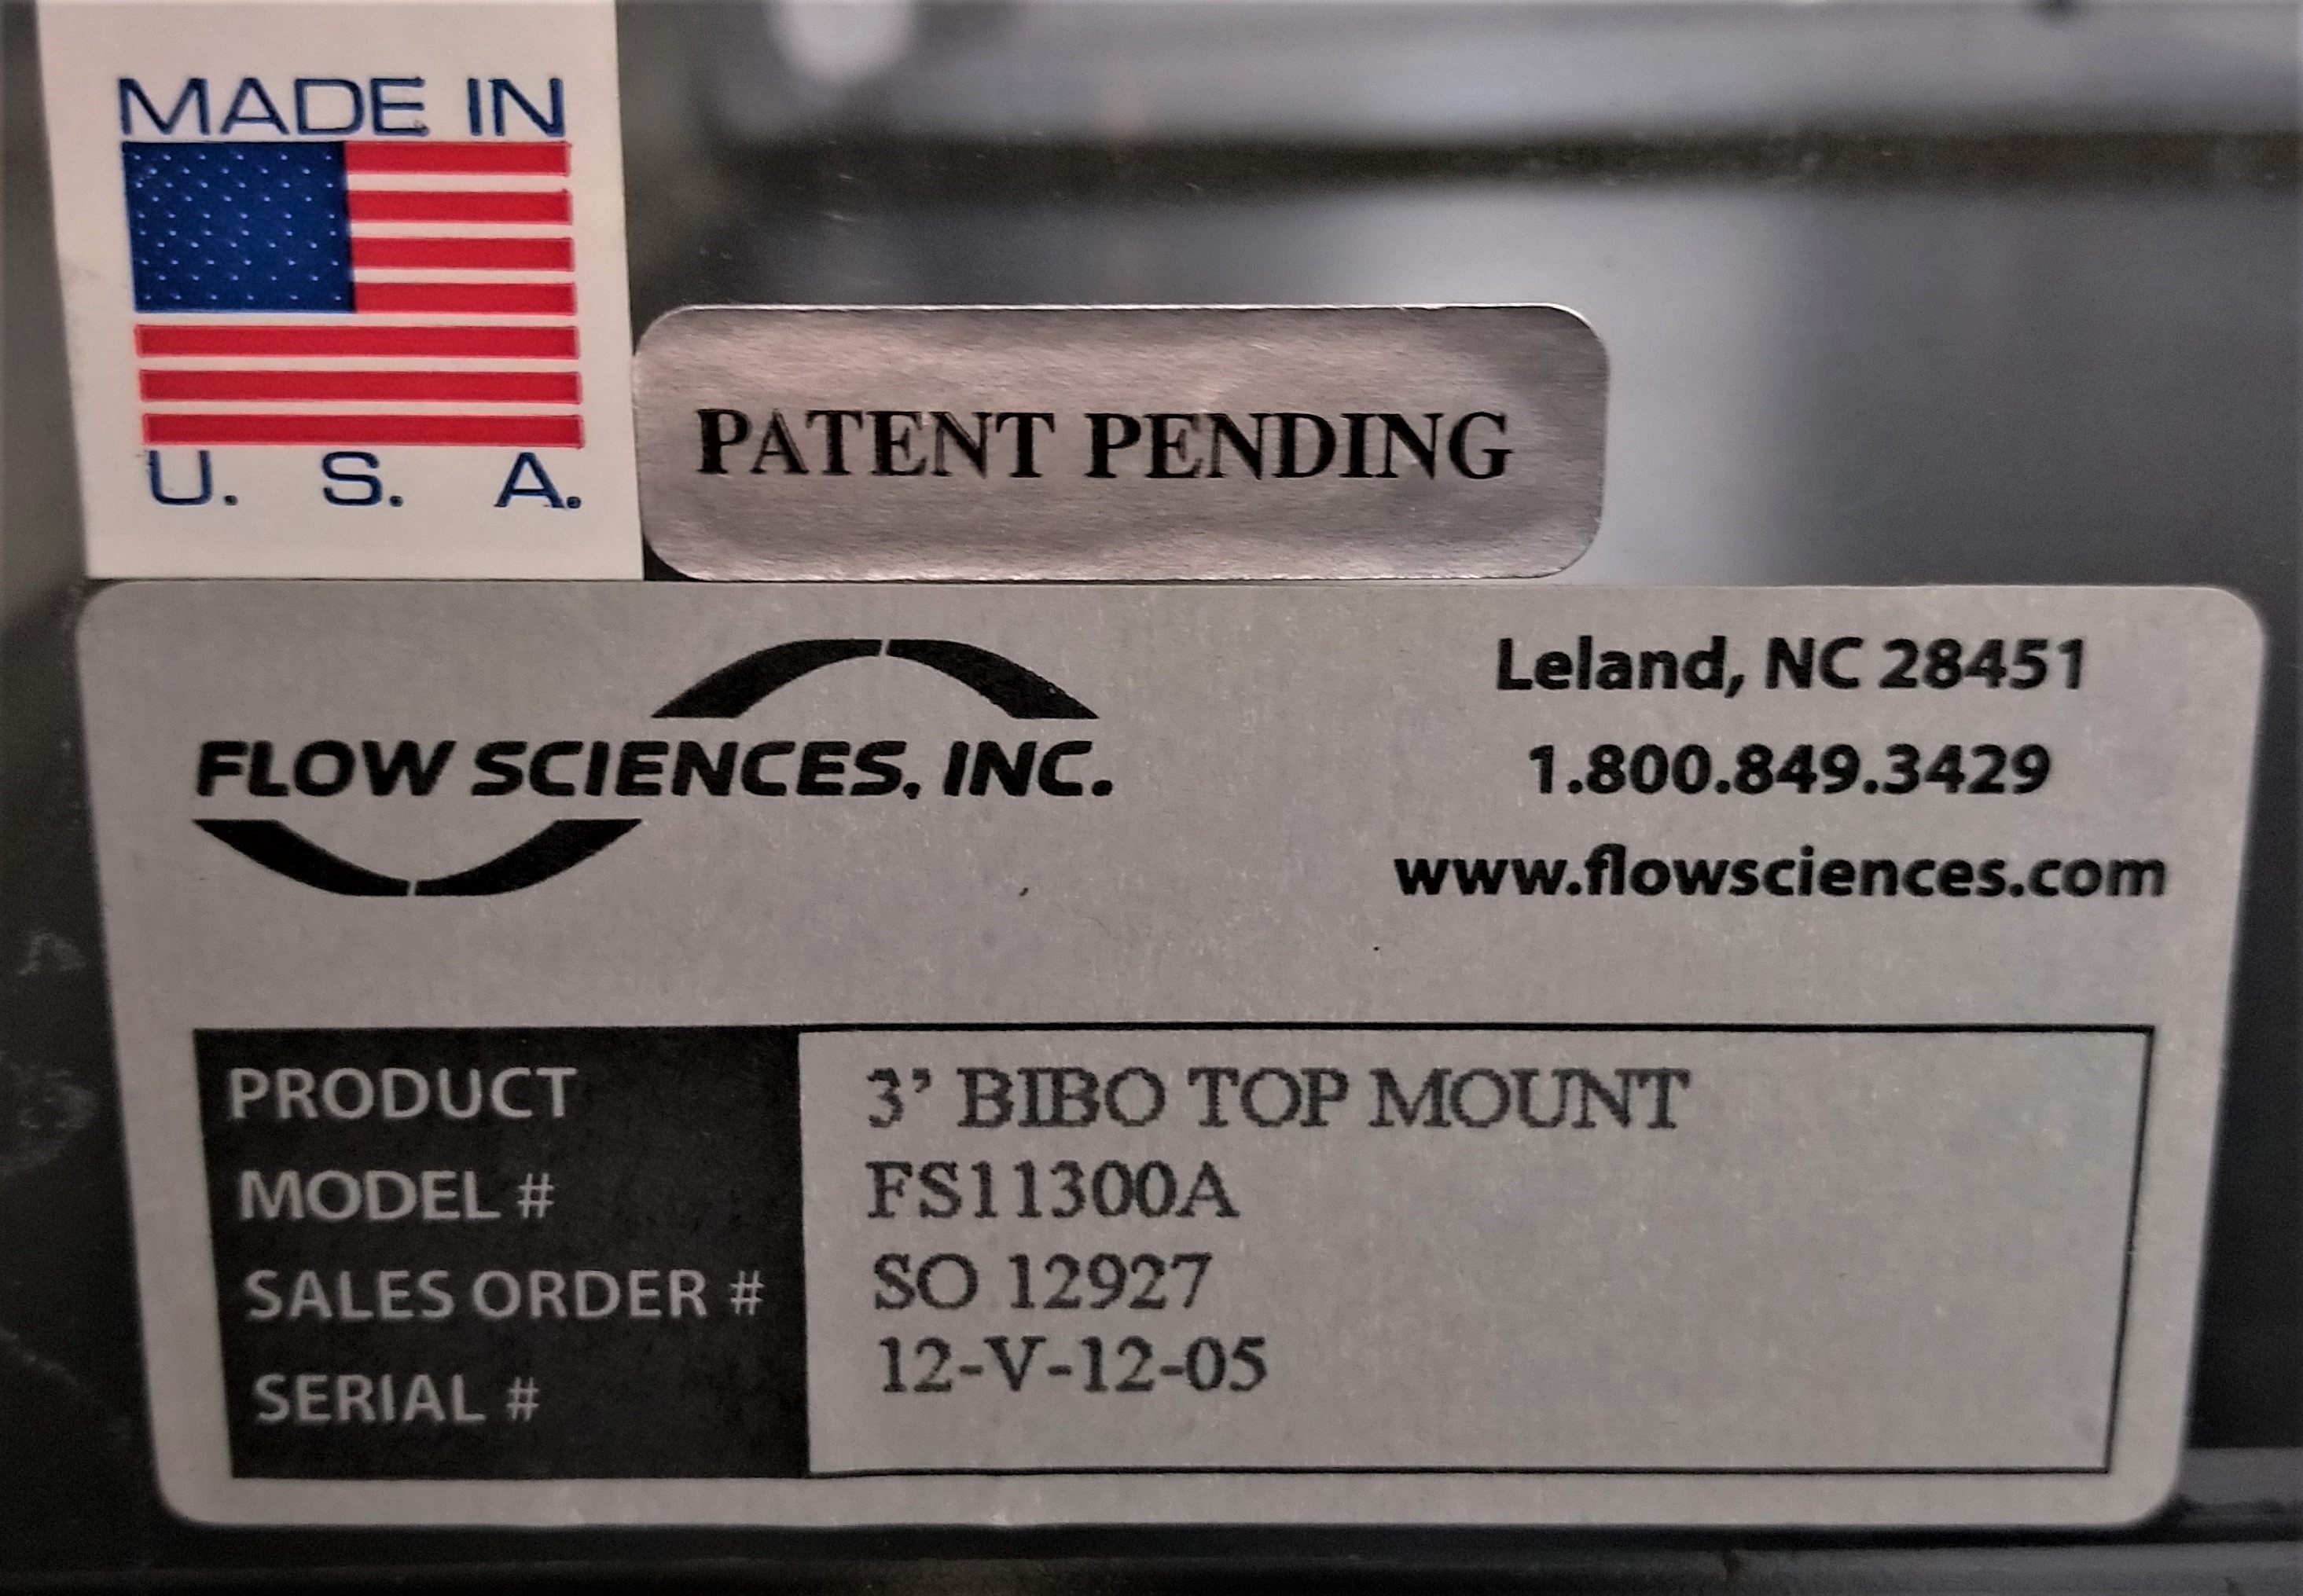 MADE IN
U. S. A.
PATENT PENDING
FLOW SCIENCES, INC.
Leland, NC 28451
1.800.849.3429
www.flowsciences.com
PRODUCT 3’ BIBO TOP MOUNT
MODEL # FS11300A
SALES ORDER # SO 12927
SERIAL # 12-V-12-05